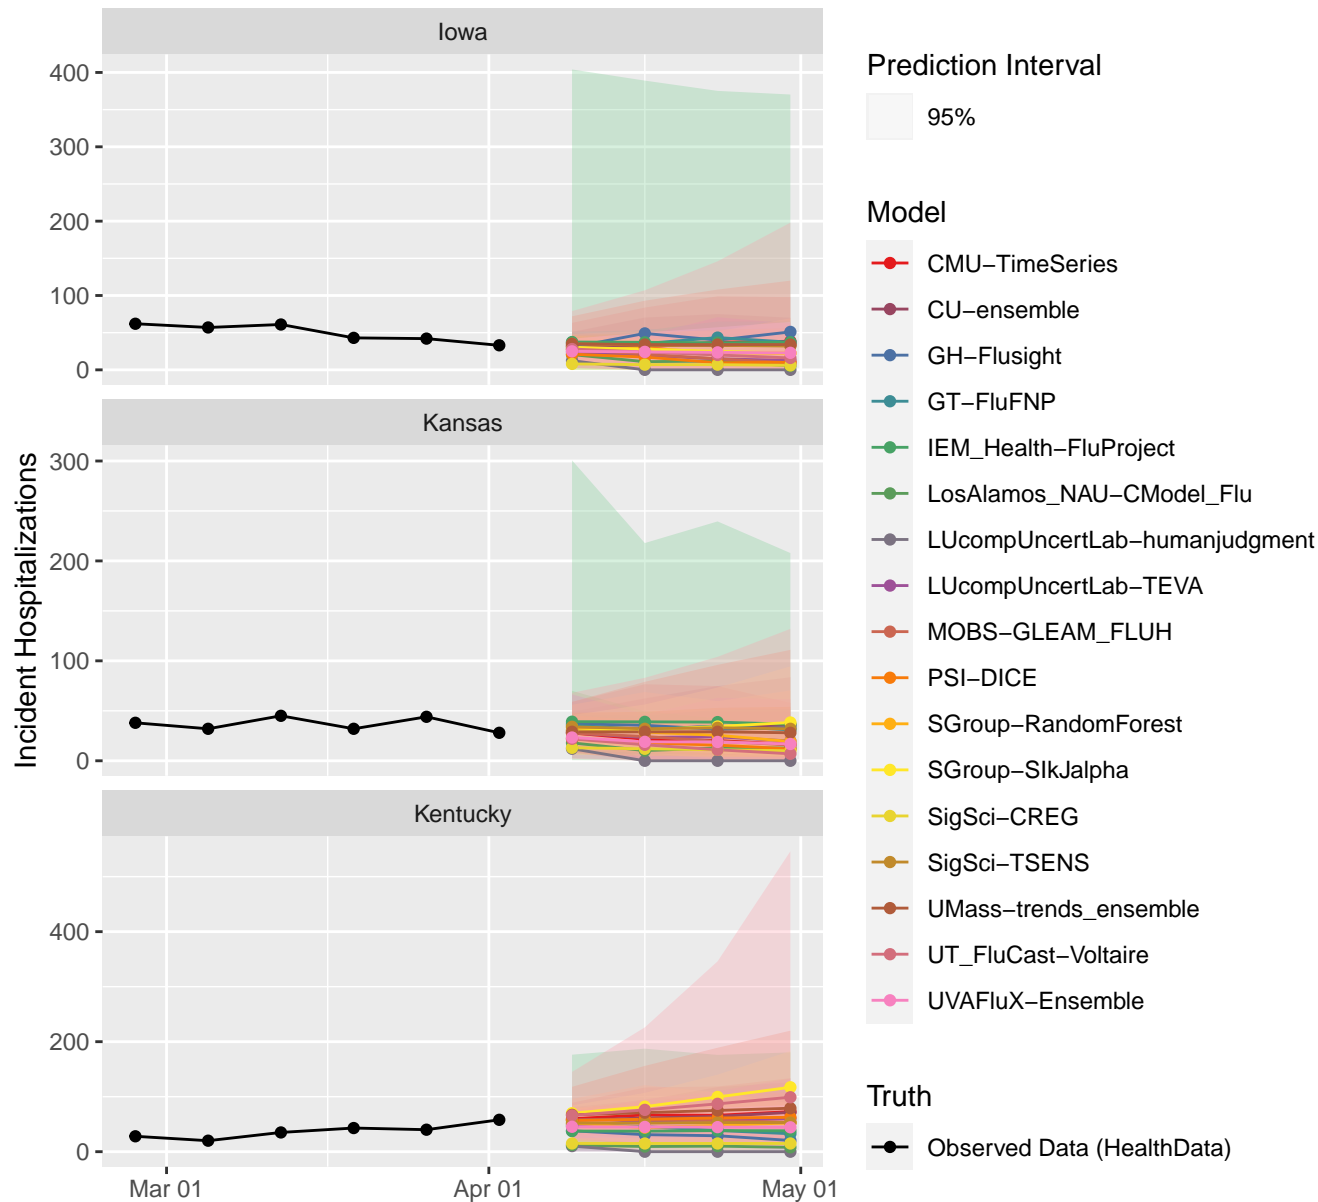 Iowa
400
300
200
100
0
Kansas
300
200
100
0
Kentucky
400
200
0
Incident Hospitalizations
Mar 01
Apr 01
May 01
Prediction Interval
95%
Model
CMU−TimeSeries
CU−ensemble
GH−Flusight
GT−FluFNP
IEM_Health−FluProject
LosAlamos_NAU−CModel_Flu
LUcompUncertLab−humanjudgment
LUcompUncertLab−TEVA
MOBS−GLEAM_FLUH
PSI−DICE
SGroup−RandomForest
SGroup−SIkJalpha
SigSci−CREG
SigSci−TSENS
UMass−trends_ensemble
UT_FluCast−Voltaire
UVAFluX−Ensemble
Truth
Observed Data (HealthData)